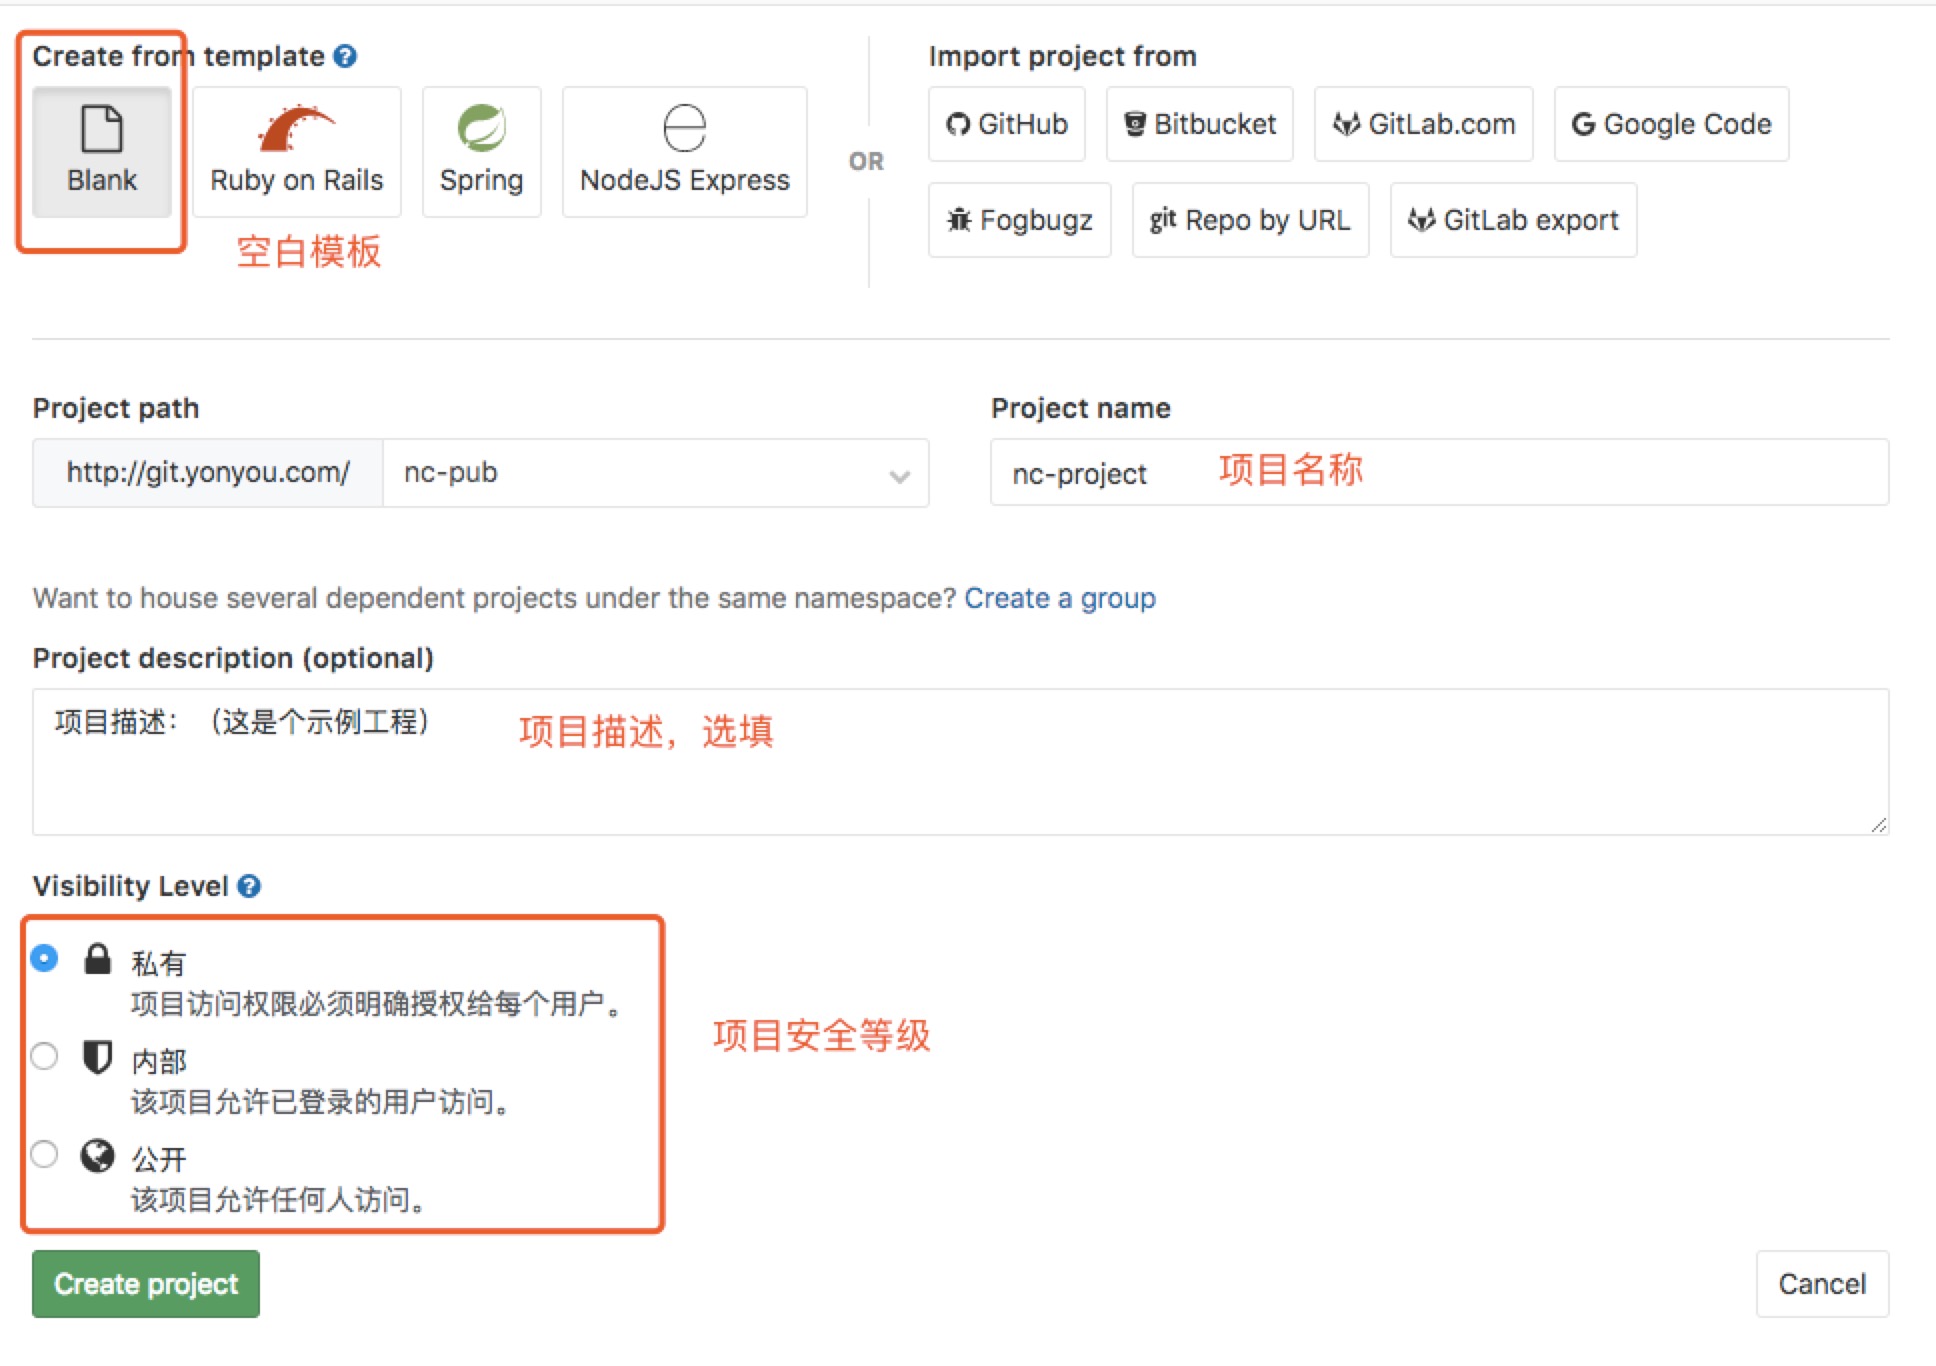 Create from template
Blank
Ruby on Rails
Spring
NodeJS Express
空白模板
OR
Import project from
GitHub
Bitbucket
GitLab.com
Google Code
Fogbugz
git Repo by URL
GitLab export
Project path
http://git.yonyou.com/
nc-pub
Project name
nc-project
项目名称
Want to house several dependent projects under the same namespace? Create a group
Project description (optional)
项目描述：（这是个示例工程）
项目描述，选填
Visibility Level
私有
项目访问权限必须明确授权给每个用户。
内部
该项目允许已登录的用户访问。
公开
该项目允许任何人访问。
项目安全等级
Create project
Cancel